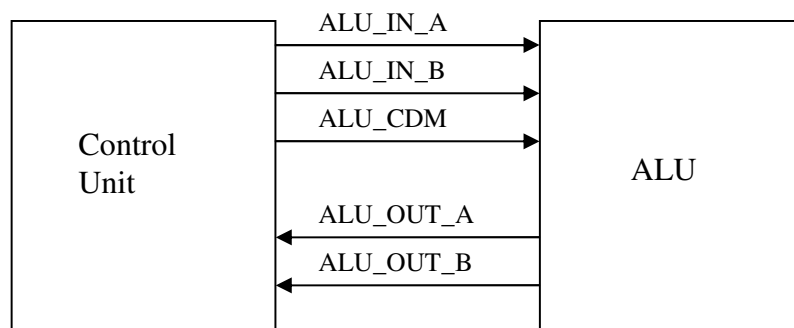 ALU_IN_A
ALU_IN_B
ALU_CDM
Control
Unit
ALU
ALU_OUT_A
ALU_OUT_B